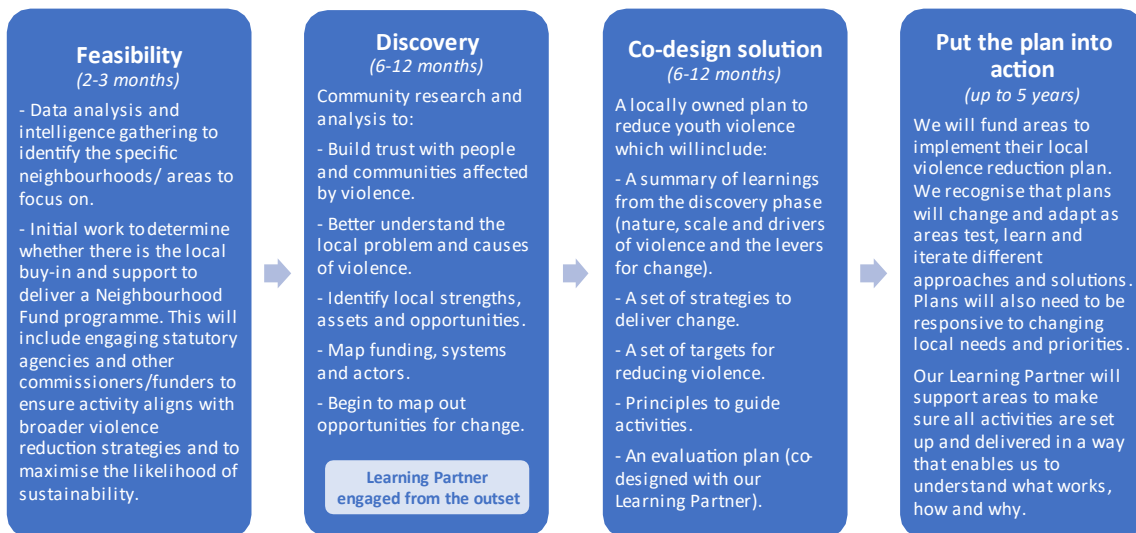 Feasibility
(2-3 months)
- Data analysis and
intelligence gathering to
identify the specific
neighbourhoods/ areas to
focus on.
- Initial work to determine
whether there is the local
buy-in and support to
deliver a Neighbourhood
Fund programme. This will
include engaging statutory
agencies and other
commissioners/funders to
ensure activity aligns with
broader violence
reduction strategies and to
maximise the likelihood of
sustainability.
Discovery
(6-12 months)
Community research and
analysis to:
- Build trust with people
and communities affected
by violence.
- Better understand the
local problem and causes
of violence.
- Identify local strengths,
assets and opportunities.
- Map funding, systems
and actors.
- Begin to map out
opportunities for change.
Learning Partner
engaged from the outset
Co-design solution
(6-12 months)
A locally owned plan to
reduce youth violence
which willinclude:
- A summary of learnings
from the discovery phase
(nature, scale and drivers
of violence and the levers
for change).
- A set of strategies to
deliver change.
- A set of targets for
reducing violence.
- Principles to guide
activities.
- An evaluation plan (co-
designed with our
Learning Partner).
Put the plan into
action
(up to 5 years)
We will fund areas to
implement their local
violence reduction plan.
We recognise that plans
will change and adapt as
areas test, learn and
iterate different
approaches and solutions.
Plans will also need to be
responsive to changing
local needs and priorities.
Our Learning Partner will
support areas to make
sure all activities are set
up and delivered in a way
that enables us to
understand what works,
how and why.